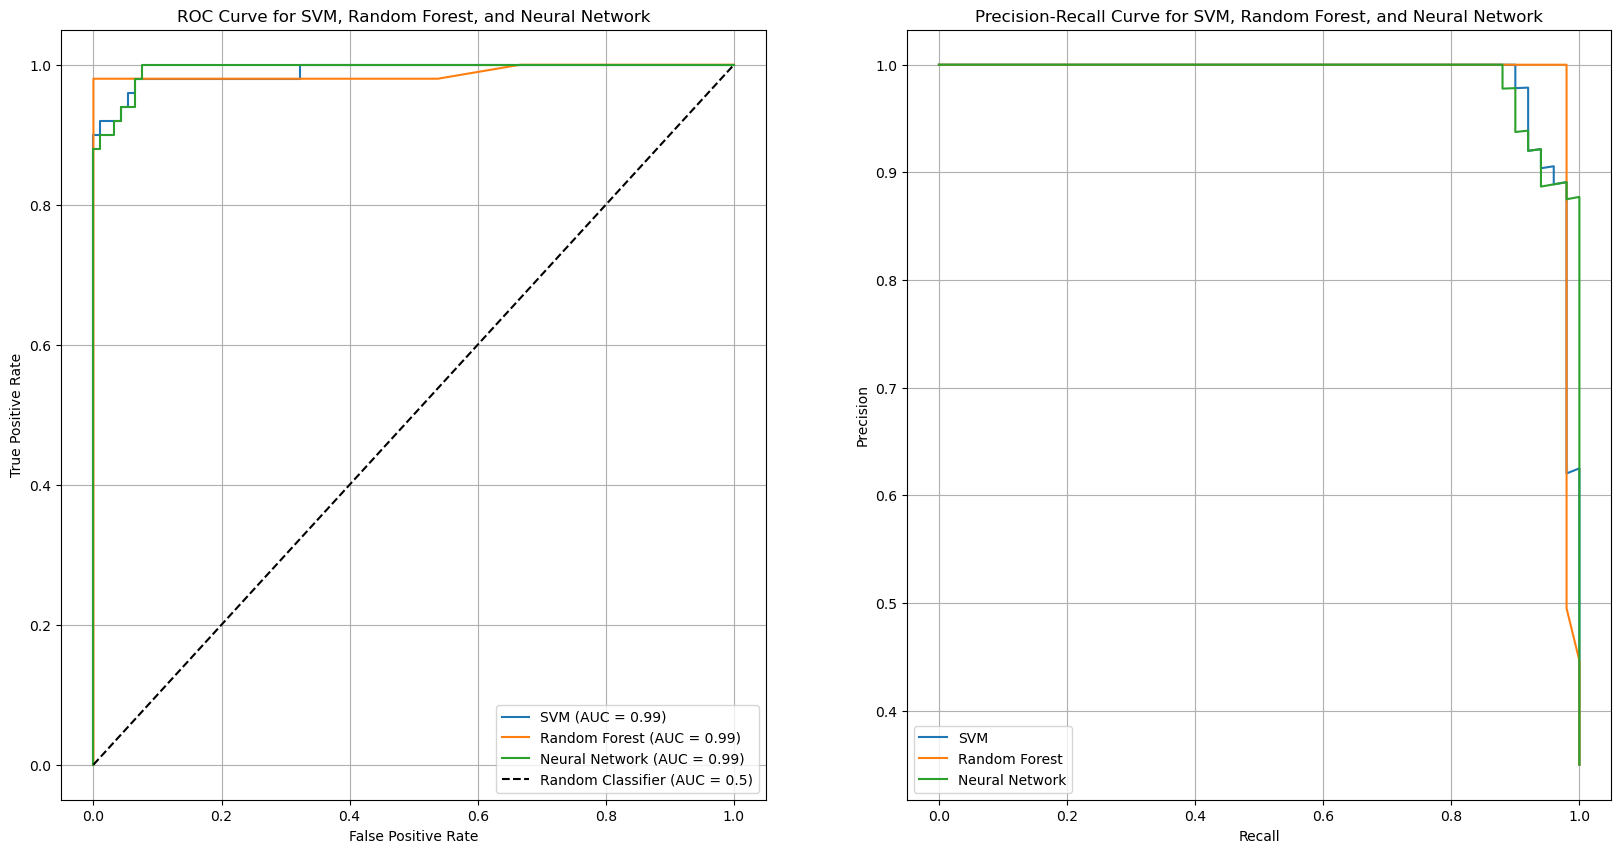 ROC Curve for SVM, Random Forest, and Neural Network
True Positive Rate
1.0
0.8
0.6
0.4
0.2
0.0
SVM (AUC = 0.99)
Random Forest (AUC = 0.99)
Neural Network (AUC = 0.99)
Random Classifier (AUC = 0.5)
0.0 0.2 0.4 0.6 0.8 1.0
False Positive Rate
Precision-Recall Curve for SVM, Random Forest, and Neural Network
Precision
1.0
0.9
0.8
0.7
0.6
0.5
0.4
SVM
Random Forest
Neural Network
0.0 0.2 0.4 0.6 0.8 1.0
Recall